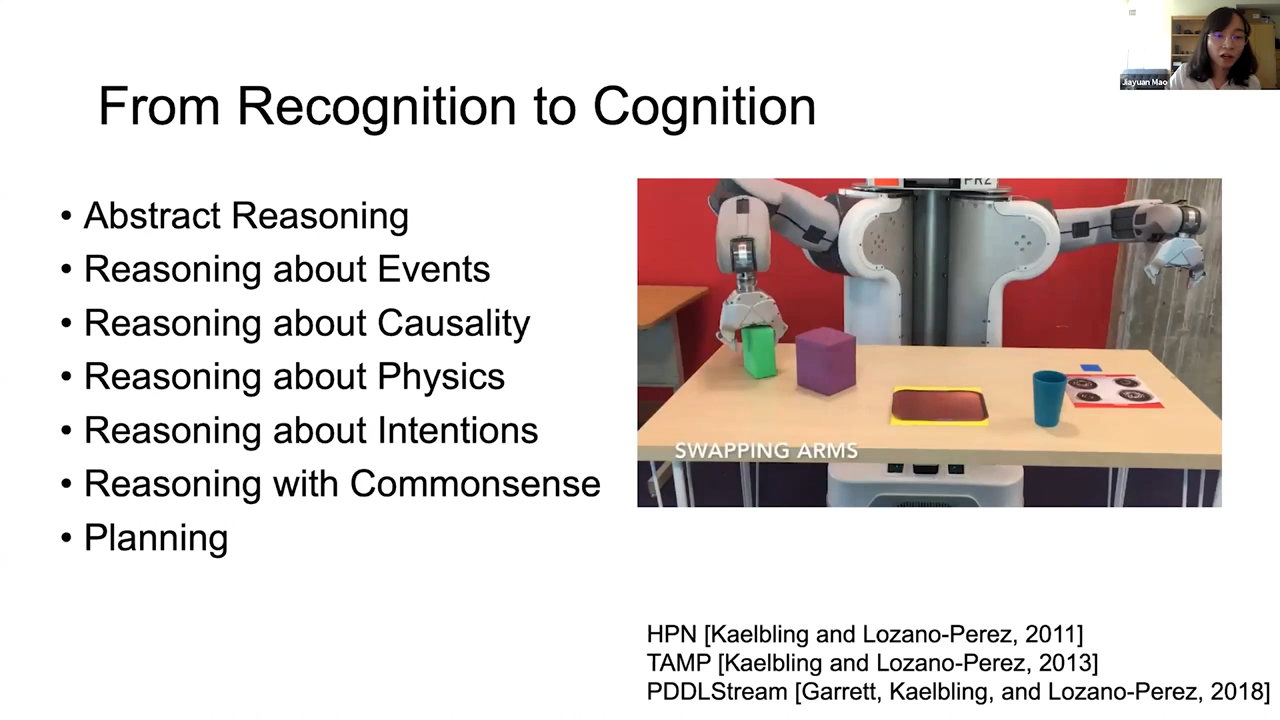 From Recognition to Cognition
• Abstract Reasoning
• Reasoning about Events
• Reasoning about Causality
• Reasoning about Physics
• Reasoning about Intentions
• Reasoning with Commonsense
• Planning
PR2
SWAPPING ARMS
HPN [Kaelbling and Lozano-Perez, 2011]
TAMP [Kaelbling and Lozano-Perez, 2013]
PDDLStream [Garrett, Kaelbling, and Lozano-Perez, 2018]
Jiayuan Mao